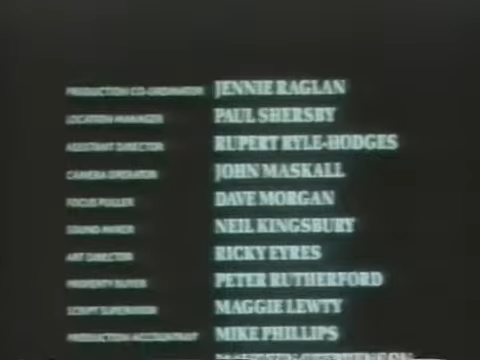 PRODUCTION CO-ORDINATOR JENNIE RAGLAN
LOCATION MANAGER PAUL SHERSBY
ASSISTANT DIRECTOR RUPERT RYLE-HODGES
CAMERA OPERATOR JOHN MASKALL
FOCUS PULLER DAVE MORGAN
SOUND MIXER NEIL KINGSBURY
ART DIRECTOR RICKY EYRES
PROPERTY BUYER PETER RUTHERFORD
SCRIPT SUPERVISOR MAGGIE LEWTY
PRODUCTION ACCOUNTANT MIKE PHILLIPS